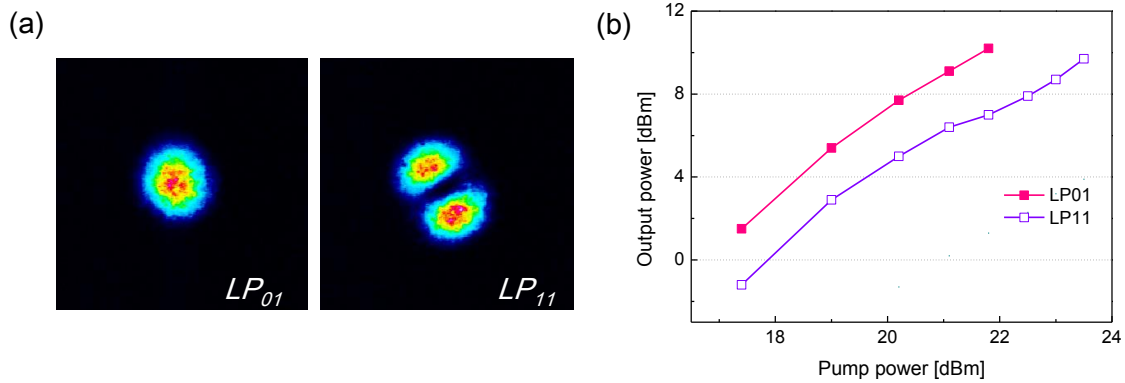 (a)
LP01
LP11
(b)
Output power [dBm]
12
8
4
0
LP01
LP11
18
20
22
24
Pump power [dBm]